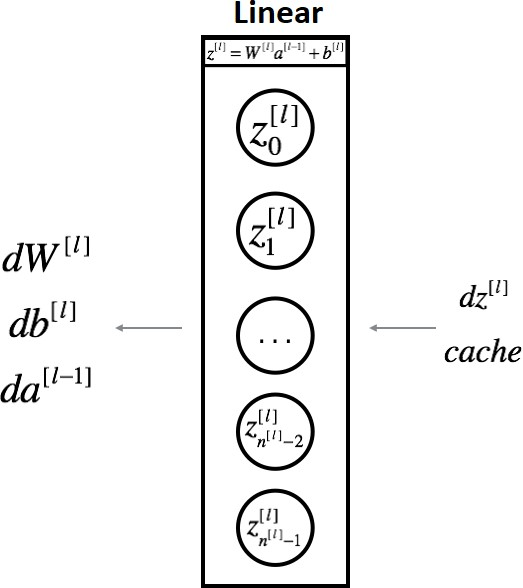 Linear
z^[l] = W^[l] a^[l-1] + b^[l]
z_0^[l]
z_1^[l]
dW^[l]
db^[l]
da^[l-1]
dz^[l]
cache
...
z_{n^[l]-2}^[l]
z_{n^[l]-1}^[l]